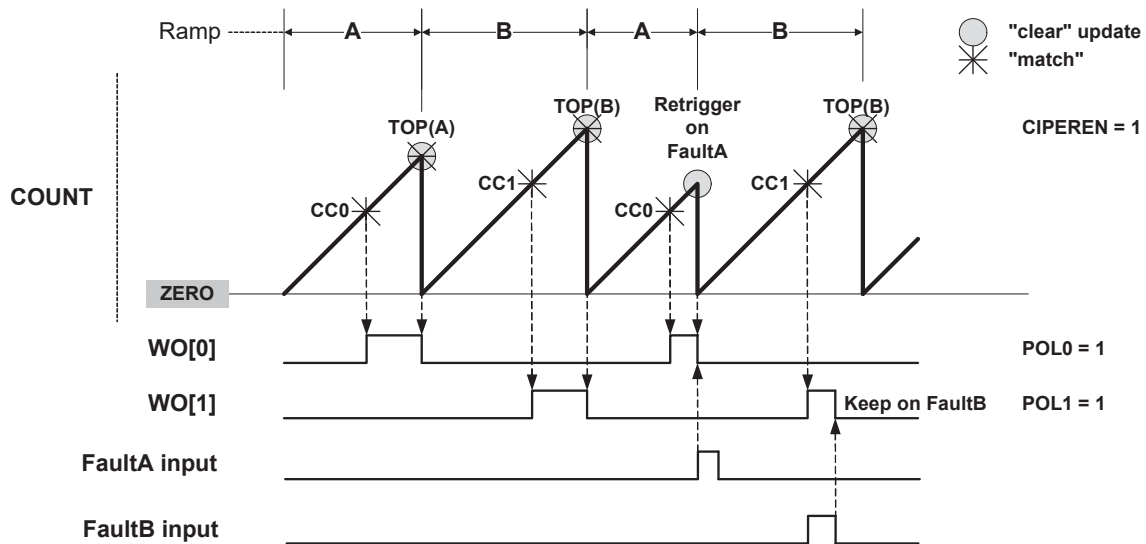 Ramp A B A B
"clear" update
"match"
TOP(A)
TOP(B)
Retrigger
on
FaultA
TOP(B)
CIPEREN = 1
COUNT
CC0
CC1
CC0
CC1
ZERO
WO[0]
POL0 = 1
WO[1]
Keep on FaultB
POL1 = 1
FaultA input
FaultB input